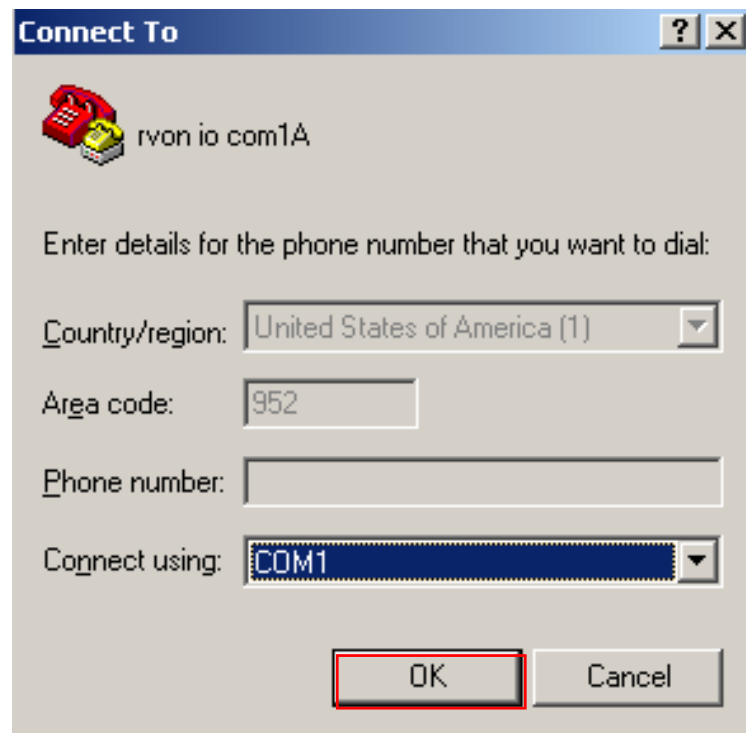 Connect To
rvon io com1A
Enter details for the phone number that you want to dial:
Country/region: United States of America (1)
Area code: 952
Phone number:
Connect using: COM1
OK Cancel